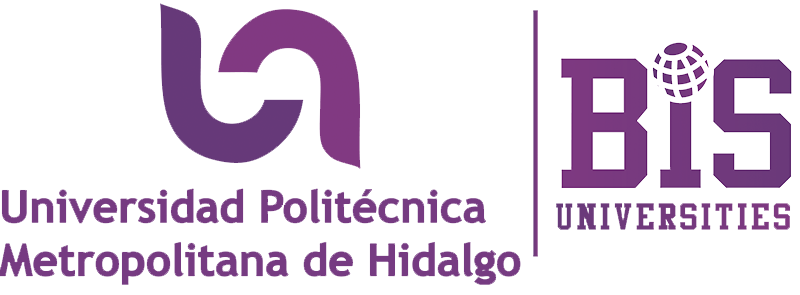 Universidad Politécnica
Metropolitana de Hidalgo
BiS
UNIVERSITIES